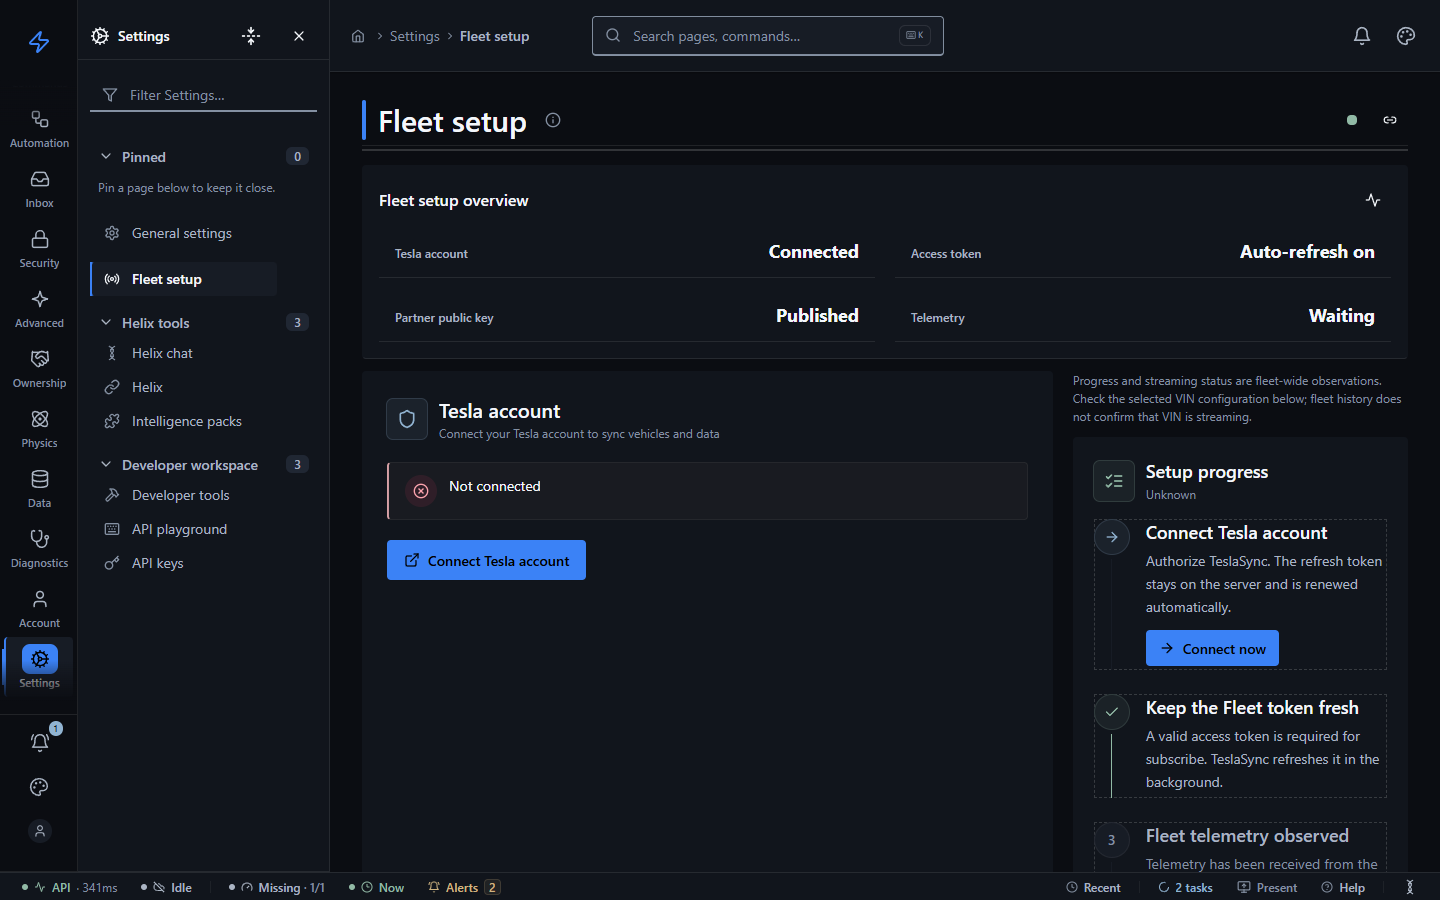 Settings
Settings
Fleet setup
Search pages, commands...
K
Filter Settings...
Automation
Inbox
Security
Advanced
Ownership
Physics
Data
Diagnostics
Account
Settings
1
Pinned
0
Pin a page below to keep it close.
General settings
Fleet setup
Helix tools
3
Helix chat
Helix
Intelligence packs
Developer workspace
3
Developer tools
API playground
API keys
Fleet setup
Fleet setup overview
Tesla account
Connected
Access token
Auto-refresh on
Partner public key
Published
Telemetry
Waiting
Tesla account
Connect your Tesla account to sync vehicles and data
Not connected
Connect Tesla account
Progress and streaming status are fleet-wide observations.
Check the selected VIN configuration below; fleet history does
not confirm that VIN is streaming.
Setup progress
Unknown
Connect Tesla account
Authorize TeslaSync. The refresh token
stays on the server and is renewed
automatically.
Connect now
Keep the Fleet token fresh
A valid access token is required for
subscribe. TeslaSync refreshes it in the
background.
3
Fleet telemetry observed
Telemetry has been received from the
API · 341ms
Idle
Missing · 1/1
Now
Alerts 2
Recent
2 tasks
Present
Help